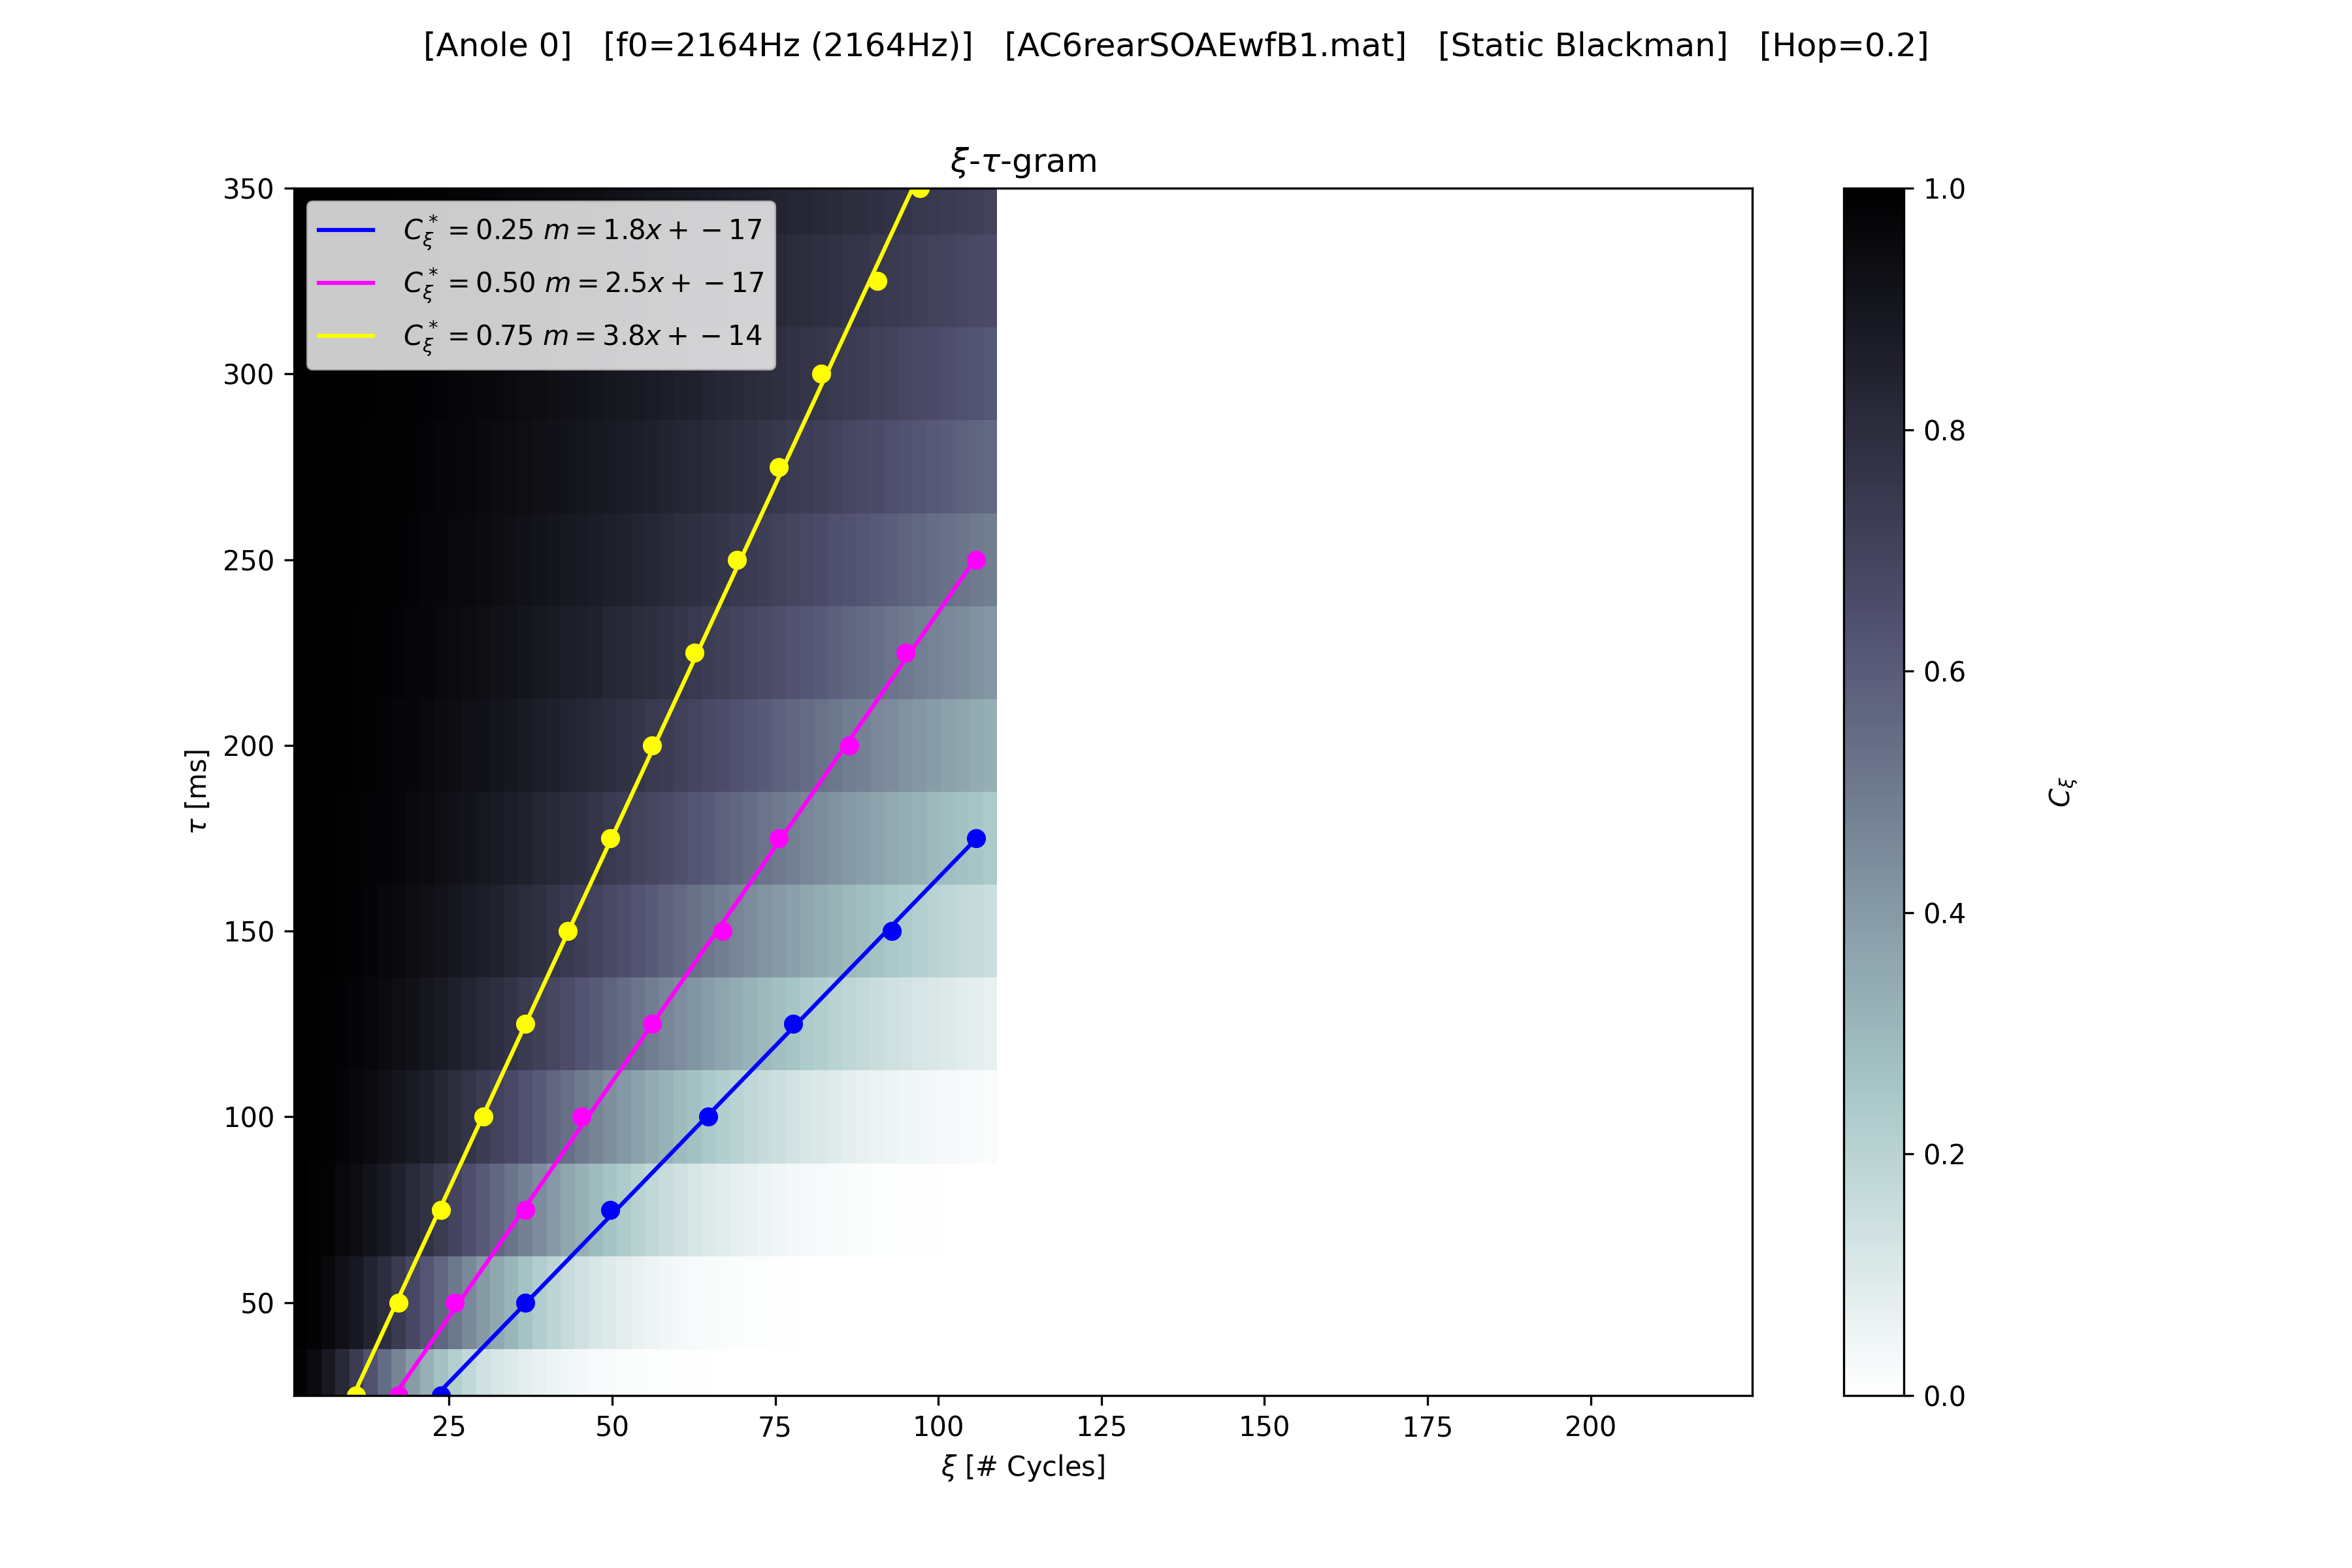 [Anole 0]   [f0=2164Hz (2164Hz)]   [AC6rearSOAEwfB1.mat]   [Static Blackman]   [Hop=0.2]
ξ-τ-gram
C*ξ = 0.25 m = 1.8x + −17
C*ξ = 0.50 m = 2.5x + −17
C*ξ = 0.75 m = 3.8x + −14
350
300
250
200
150
100
50
τ [ms]
25 50 75 100 125 150 175 200
ξ [# Cycles]
1.0
0.8
0.6
0.4
0.2
0.0
Cξ